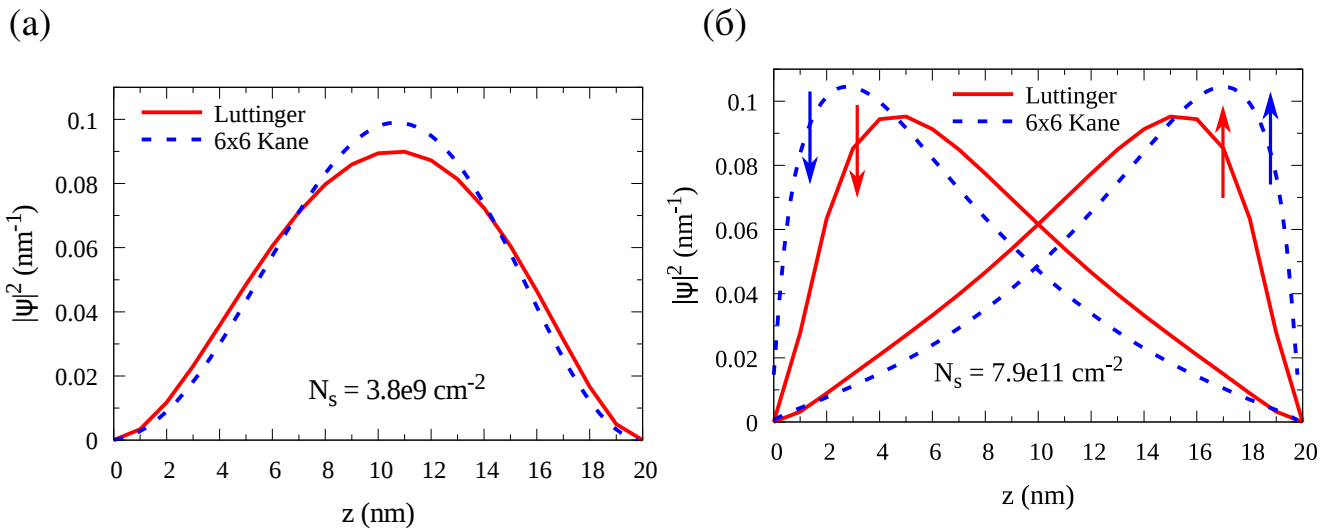 (а)
Luttinger
6x6 Kane
0.1
0.08
0.06
0.04
0.02
0
|ψ|² (nm⁻¹)
Nₛ = 3.8e9 cm⁻²
0 2 4 6 8 10 12 14 16 18 20
z (nm)
(б)
Luttinger
6x6 Kane
0.1
0.08
0.06
0.04
0.02
0
|ψ|² (nm⁻¹)
Nₛ = 7.9e11 cm⁻²
0 2 4 6 8 10 12 14 16 18 20
z (nm)